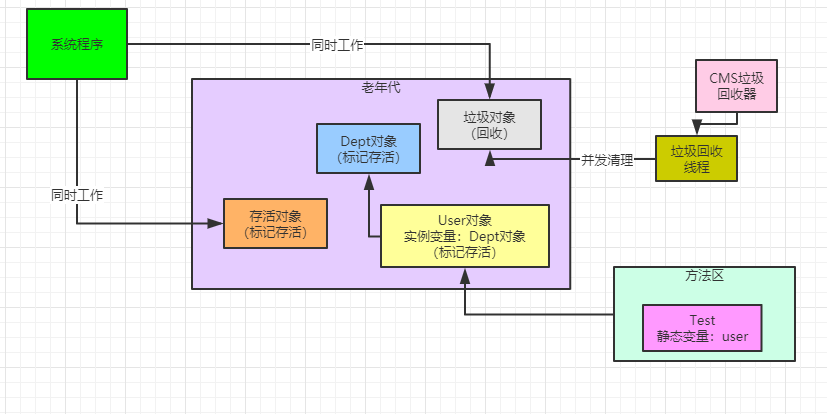 系统程序
同时工作
老年代
CMS垃圾
回收器
垃圾对象
（回收）
Dept对象
（标记存活）
垃圾回收
线程
并发清理
同时工作
存活对象
（标记存活）
User对象
实例变量：Dept对象
（标记存活）
方法区
Test
静态变量：user